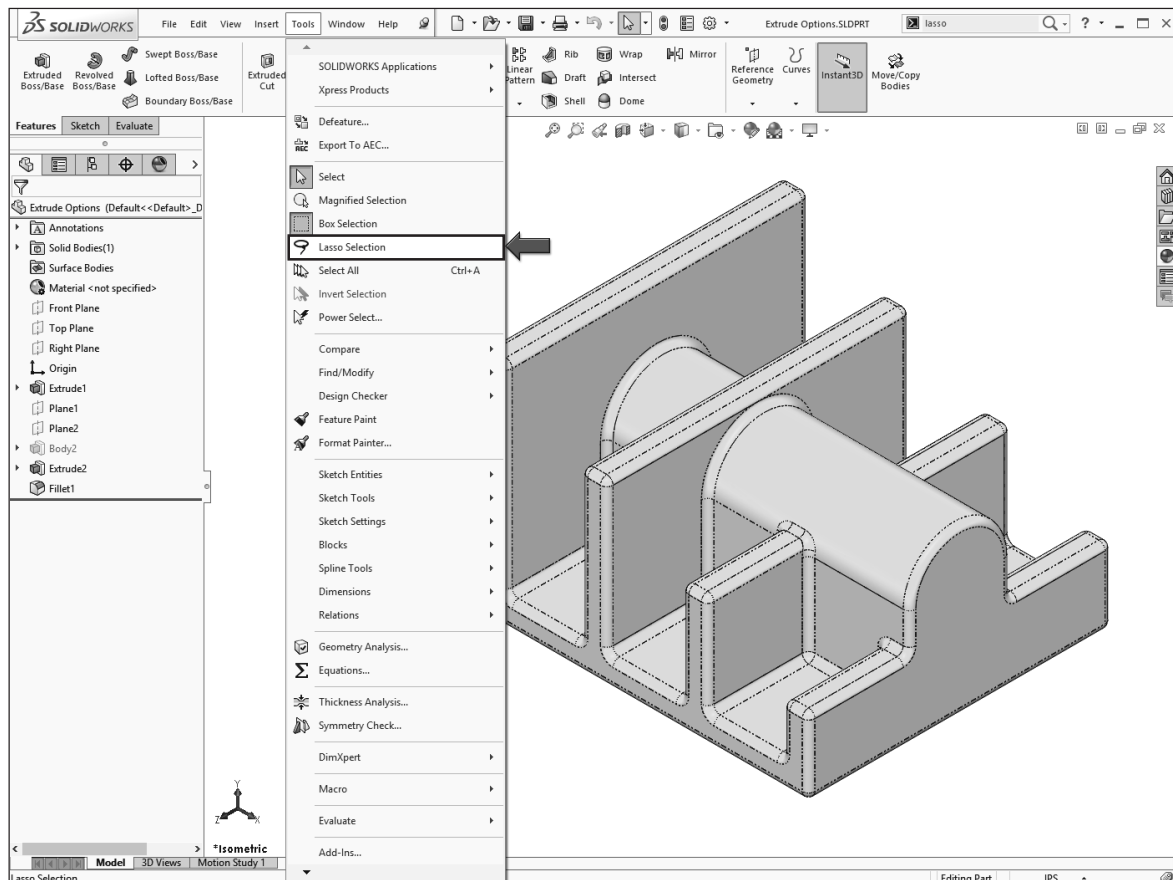 SOLIDWORKS File Edit View Insert Tools Window Help Extrude Options.SLDPRT lasso ?
Extruded Boss/Base
Revolved Boss/Base
Swept Boss/Base
Lofted Boss/Base
Boundary Boss/Base
Extruded Cut
Linear Pattern
Rib
Draft
Shell
Wrap
Intersect
Dome
Mirror
Reference Geometry
Curves
Instant3D
Move/Copy Bodies
Features Sketch Evaluate
Extrude Options (Default<<Default>_D
Annotations
Solid Bodies(1)
Surface Bodies
Material <not specified>
Front Plane
Top Plane
Right Plane
Origin
Extrude1
Plane1
Plane2
Body2
Extrude2
Fillet1
SOLIDWORKS Applications
Xpress Products
Defeature...
Export To AEC...
Select
Magnified Selection
Box Selection
Lasso Selection
Select All Ctrl+A
Invert Selection
Power Select...
Compare
Find/Modify
Design Checker
Feature Paint
Format Painter...
Sketch Entities
Sketch Tools
Sketch Settings
Blocks
Spline Tools
Dimensions
Relations
Geometry Analysis...
Equations...
Thickness Analysis...
Symmetry Check...
DimXpert
Macro
Evaluate
Add-Ins...
Y
Z X
*Isometric
Model 3D Views Motion Study 1
Lasso Selection Editing Part IPS